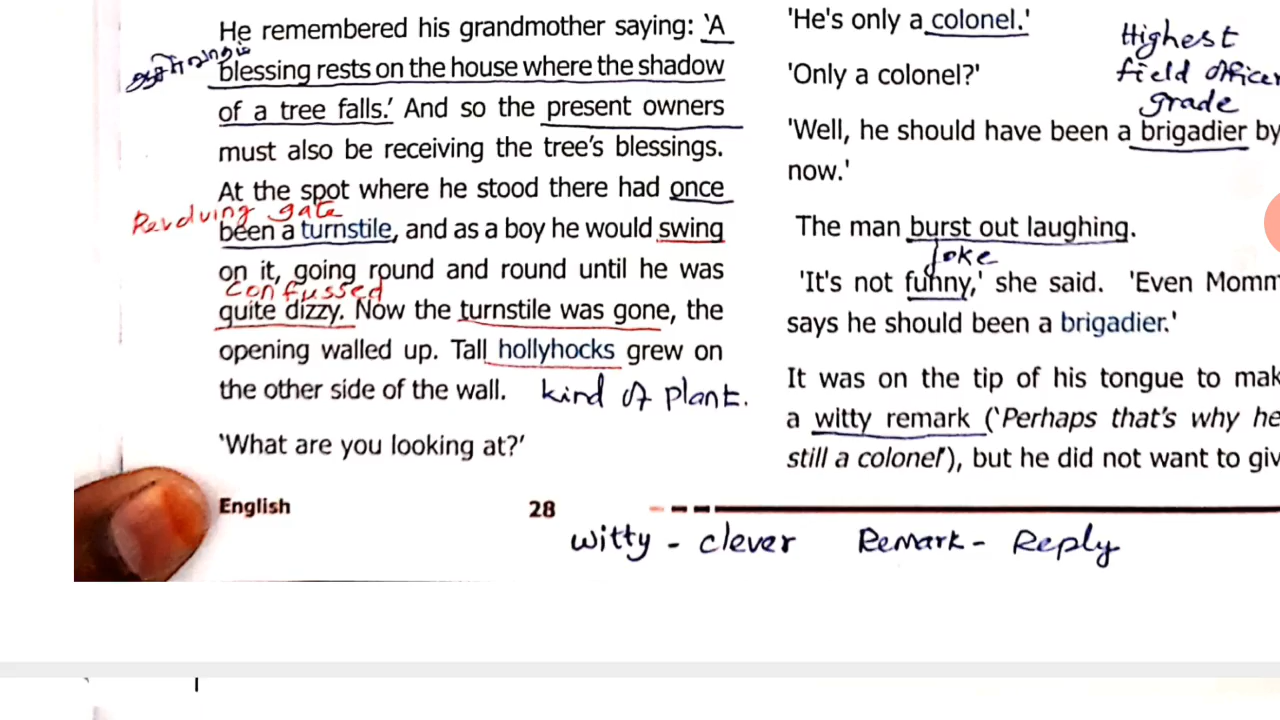 He remembered his grandmother saying: 'A
ஆசிர்வாதம்
blessing rests on the house where the shadow
of a tree falls.' And so the present owners
must also be receiving the tree's blessings.
At the spot where he stood there had once
Revolving gate
been a turnstile, and as a boy he would swing
on it, going round and round until he was
Confussed
quite dizzy. Now the turnstile was gone, the
opening walled up. Tall hollyhocks grew on
the other side of the wall.
kind of plant.
'What are you looking at?'
English
28
'He's only a colonel.'
Highest
field officer
grade
'Only a colonel?'
'Well, he should have been a brigadier by
now.'
The man burst out laughing.
Joke
'It's not funny,' she said. 'Even Momm
says he should been a brigadier.'
It was on the tip of his tongue to mak
a witty remark ('Perhaps that's why he
still a colonel'), but he did not want to giv
witty - clever
Remark - Reply